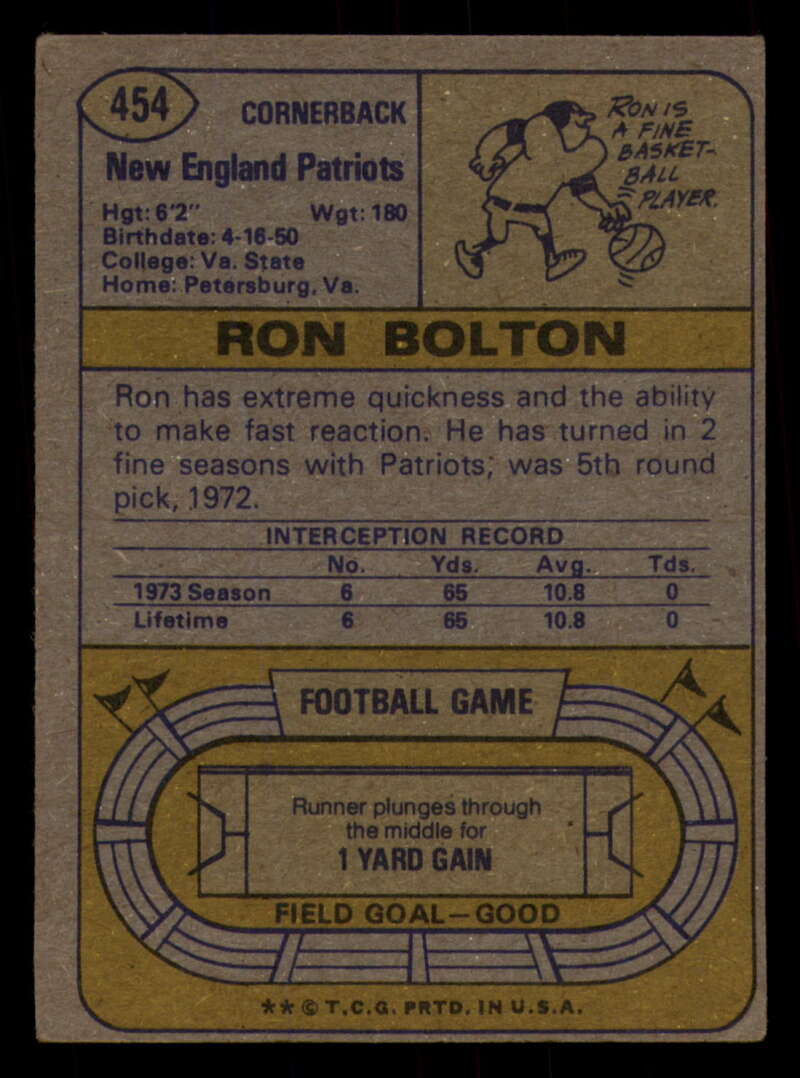 454
CORNERBACK
New England Patriots
Hgt: 6'2" Wgt: 180
Birthdate: 4-16-50
College: Va. State
Home: Petersburg, Va.
RON IS
A FINE
BASKET-
BALL
PLAYER.
RON BOLTON
Ron has extreme quickness and the ability
to make fast reaction. He has turned in 2
fine seasons with Patriots; was 5th round
pick, 1972.
INTERCEPTION RECORD
No. Yds. Avg. Tds.
1973 Season 6 65 10.8 0
Lifetime 6 65 10.8 0
FOOTBALL GAME
Runner plunges through
the middle for
1 YARD GAIN
FIELD GOAL—GOOD
** © T.C.G. PRTD. IN U.S.A.